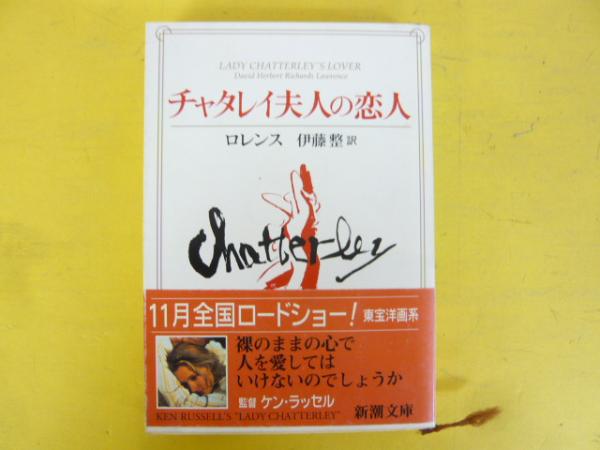 LADY CHATTERLEY'S LOVER
David Herbert Richards Lawrence
チャタレイ夫人の恋人
ロレンス 伊藤整訳
Chatterley
11月全国ロードショー! 東宝洋画系
裸のままの心で
人を愛しては
いけないのでしょうか
監督 ケン・ラッセル
KEN RUSSELL'S "LADY CHATTERLEY" 新潮文庫